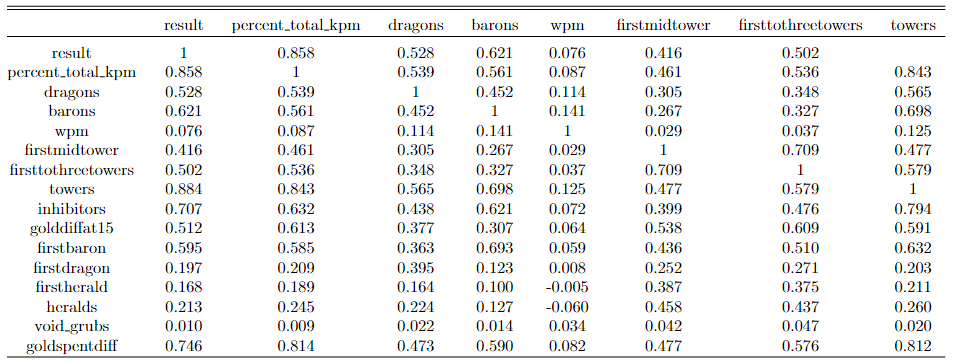 result percent_total_kpm dragons barons wpm firstmidtower firsttothreetowers towers
result 1 0.858 0.528 0.621 0.076 0.416 0.502
percent_total_kpm 0.858 1 0.539 0.561 0.087 0.461 0.536 0.843
dragons 0.528 0.539 1 0.452 0.114 0.305 0.348 0.565
barons 0.621 0.561 0.452 1 0.141 0.267 0.327 0.698
wpm 0.076 0.087 0.114 0.141 1 0.029 0.037 0.125
firstmidtower 0.416 0.461 0.305 0.267 0.029 1 0.709 0.477
firsttothreetowers 0.502 0.536 0.348 0.327 0.037 0.709 1 0.579
towers 0.884 0.843 0.565 0.698 0.125 0.477 0.579 1
inhibitors 0.707 0.632 0.438 0.621 0.072 0.399 0.476 0.794
golddiffat15 0.512 0.613 0.377 0.307 0.064 0.538 0.609 0.591
firstbaron 0.595 0.585 0.363 0.693 0.059 0.436 0.510 0.632
firstdragon 0.197 0.209 0.395 0.123 0.008 0.252 0.271 0.203
firstherald 0.168 0.189 0.164 0.100 -0.005 0.387 0.375 0.211
heralds 0.213 0.245 0.224 0.127 -0.060 0.458 0.437 0.260
void_grubs 0.010 0.009 0.022 0.014 0.034 0.042 0.047 0.020
goldspentdiff 0.746 0.814 0.473 0.590 0.082 0.477 0.576 0.812